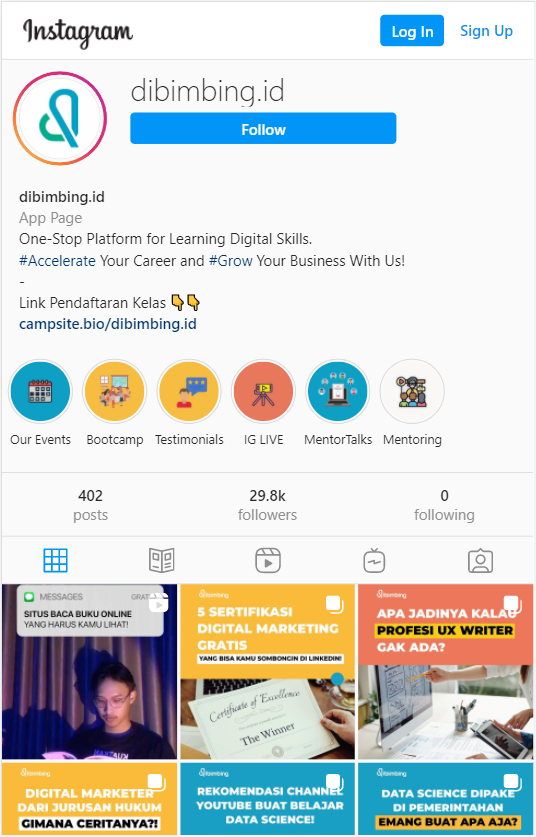 Instagram
Log In
Sign Up
dibimbing.id
Follow
dibimbing.id
App Page
One-Stop Platform for Learning Digital Skills.
#Accelerate Your Career and #Grow Your Business With Us!
-
Link Pendaftaran Kelas 👇👇
campsite.bio/dibimbing.id
Our Events
Bootcamp
Testimonials
IG LIVE
MentorTalks
Mentoring
402
posts
29.8k
followers
0
following
MESSAGES
SITUS BACA BUKU ONLINE
YANG HARUS KAMU LIHAT!
dibimbing
5 SERTIFIKASI
DIGITAL MARKETING
GRATIS
YANG BISA KAMU SOMBONGIN DI LINKEDIN!
Certificate of Excellence
The Winner
dibimbing
APA JADINYA KALAU
PROFESI UX WRITER
GAK ADA?
dibimbing
DIGITAL MARKETER
DARI JURUSAN HUKUM
GIMANA CERITANYA?!
dibimbing
REKOMENDASI CHANNEL
YOUTUBE BUAT BELAJAR
DATA SCIENCE!
dibimbing
DATA SCIENCE DIPAKE
DI PEMERINTAHAN
EMANG BUAT APA AJA?